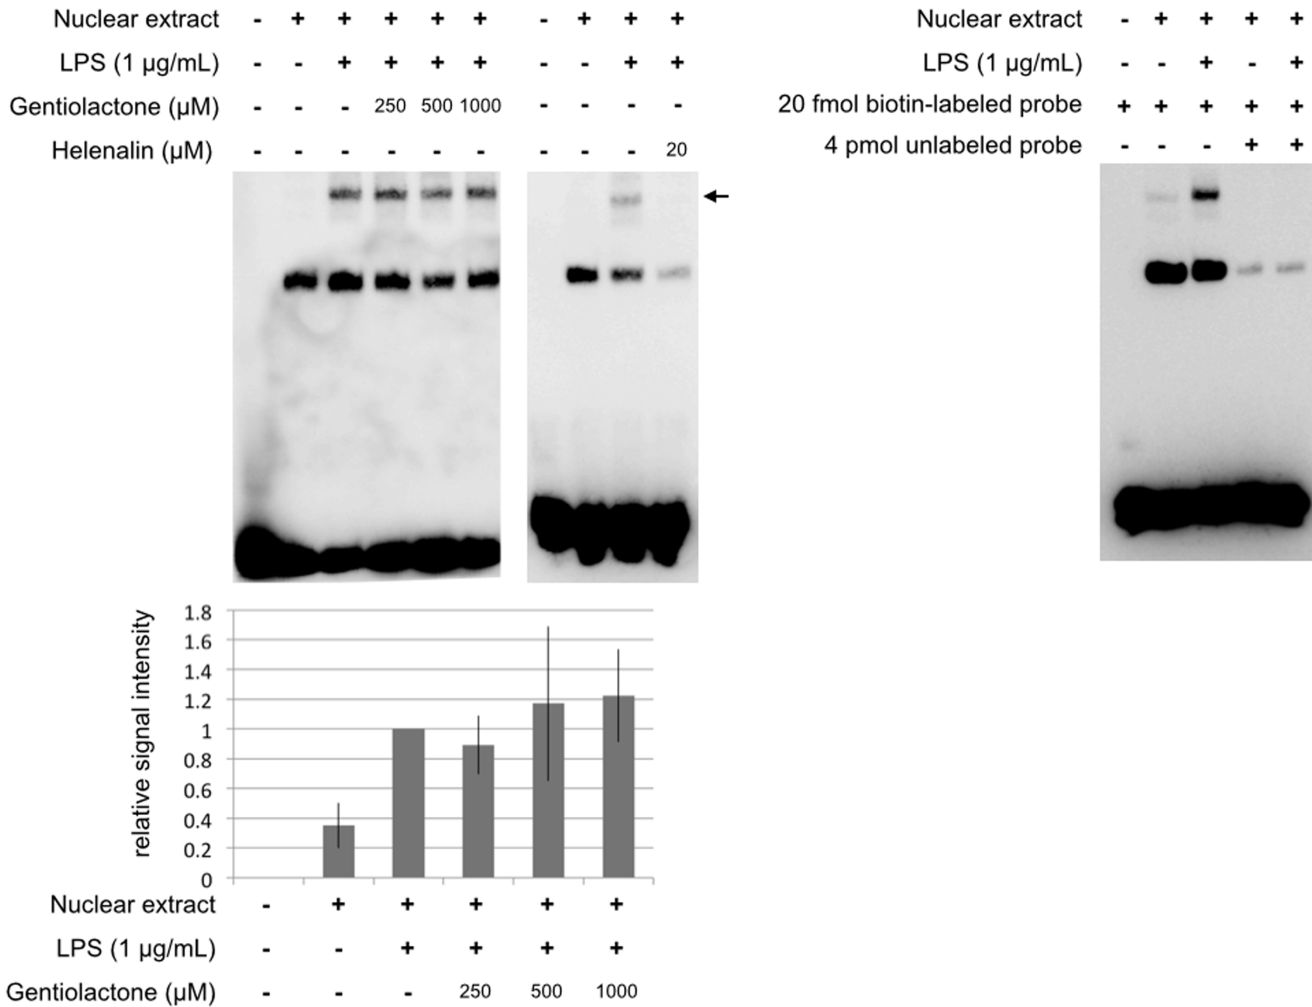 Nuclear extract - + + + + +
- + + +
LPS (1 µg/mL) - - + + + +
- - + +
Gentiolactone (µM) - - - 250 500 1000
- - - -
Helenalin (µM) - - - - - -
- - - 20
Nuclear extract - + + + +
LPS (1 µg/mL) - - + - +
20 fmol biotin-labeled probe + + + + +
4 pmol unlabeled probe - - - + +
relative signal intensity
1.8
1.6
1.4
1.2
1
0.8
0.6
0.4
0.2
0
Nuclear extract - + + + + +
LPS (1 µg/mL) - - + + + +
Gentiolactone (µM) - - - 250 500 1000